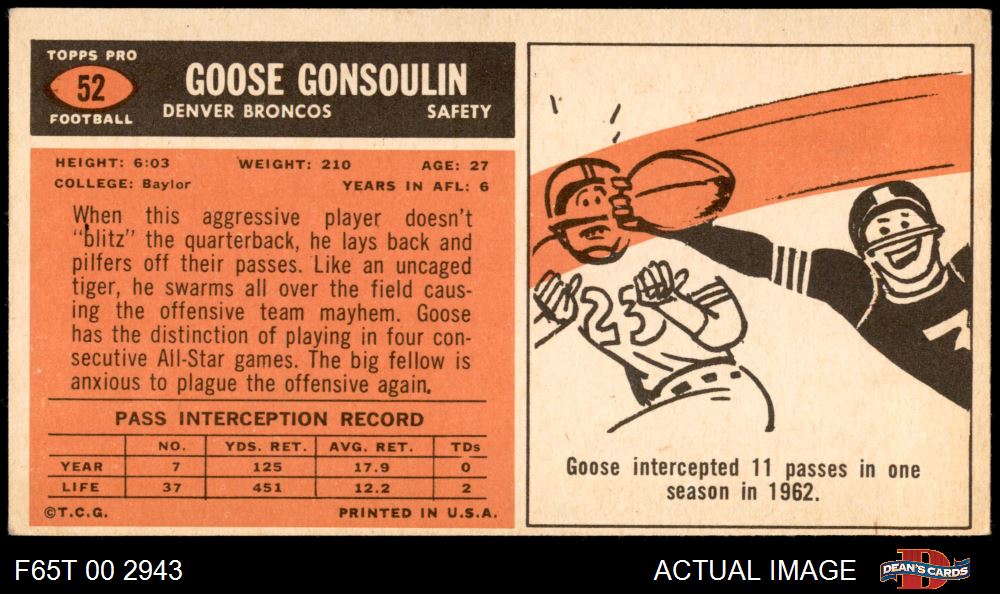 TOPPS PRO
52
FOOTBALL
GOOSE GONSOULIN
DENVER BRONCOS SAFETY
HEIGHT: 6:03 WEIGHT: 210 AGE: 27
COLLEGE: Baylor YEARS IN AFL: 6
When this aggressive player doesn't
"blitz" the quarterback, he lays back and
pilfers off their passes. Like an uncaged
tiger, he swarms all over the field caus-
ing the offensive team mayhem. Goose
has the distinction of playing in four con-
secutive All-Star games. The big fellow is
anxious to plague the offensive again.
PASS INTERCEPTION RECORD
NO. YDS. RET. AVG. RET. TDs
YEAR 7 125 17.9 0
LIFE 37 451 12.2 2
©T.C.G. PRINTED IN U.S.A.
23
7
Goose intercepted 11 passes in one
season in 1962.
F65T 00 2943
ACTUAL IMAGE
D
DEAN'S CARDS